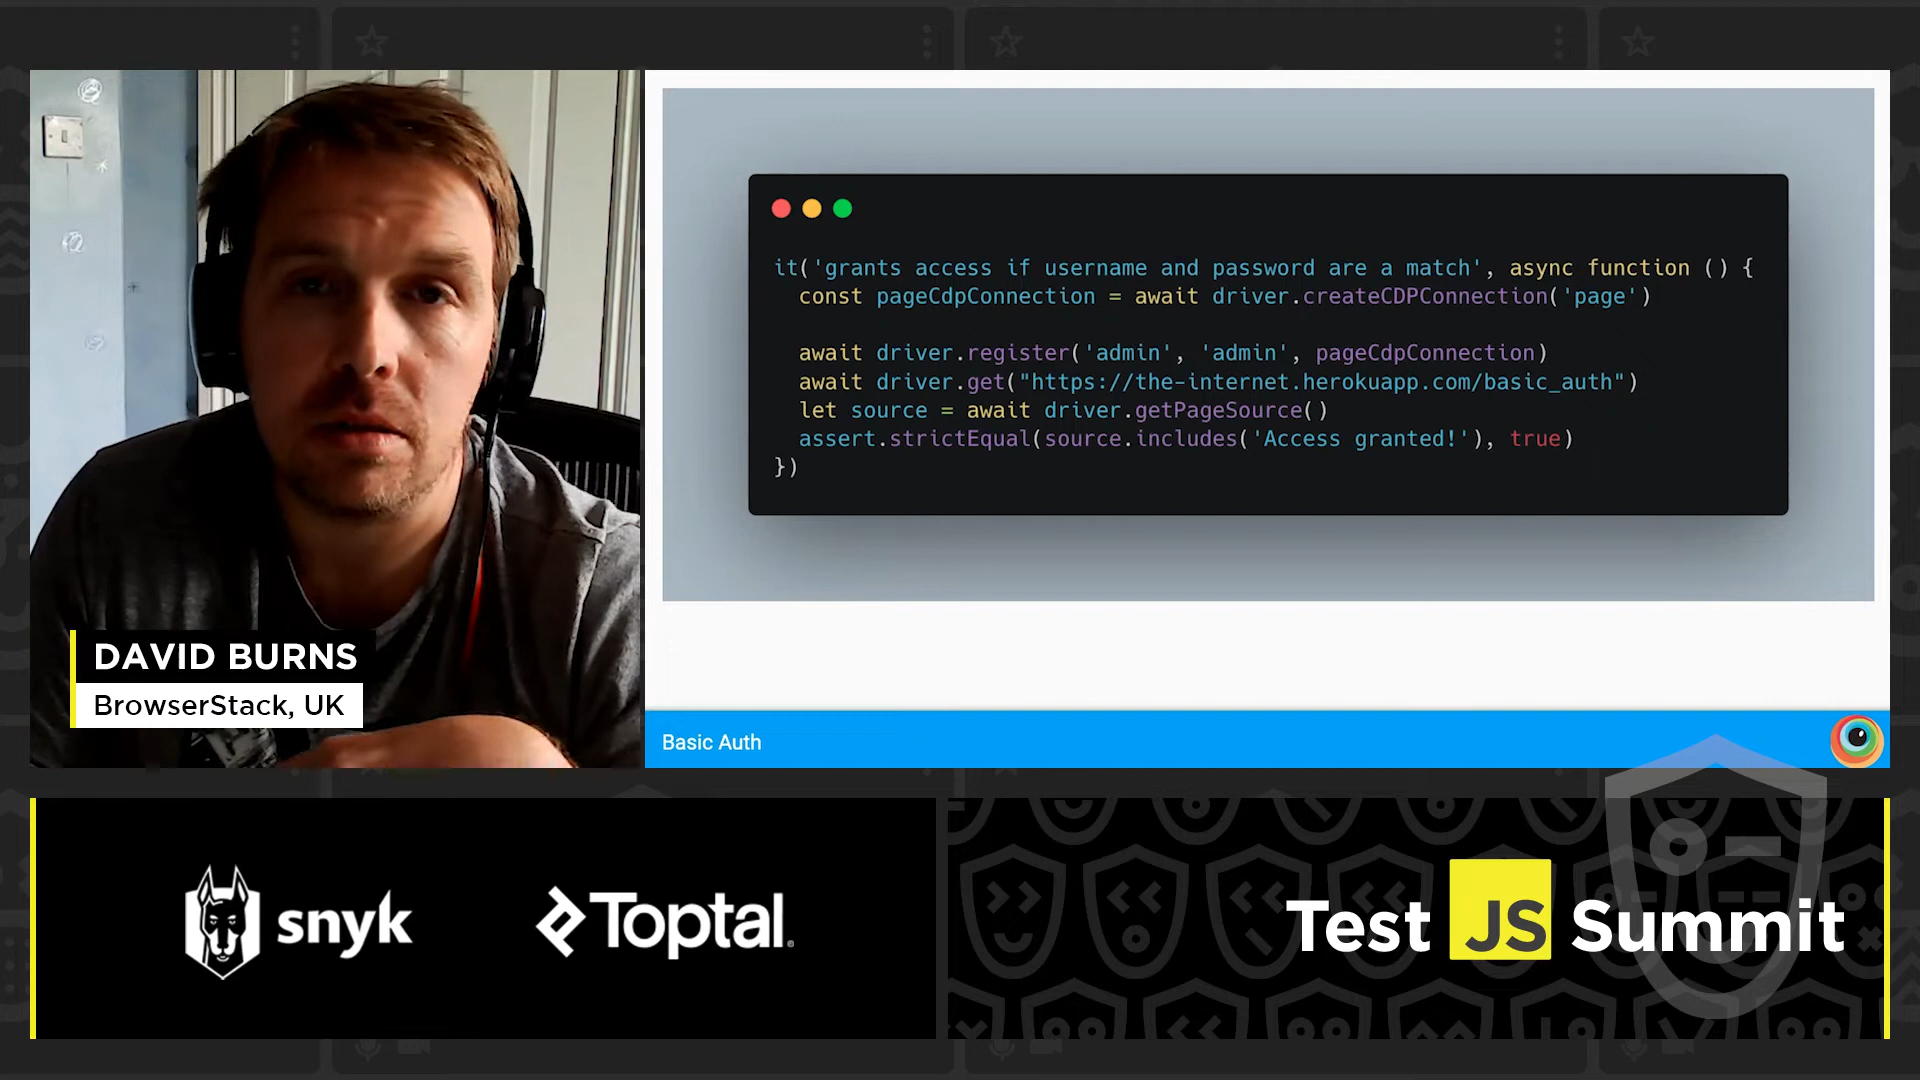 it('grants access if username and password are a match', async function () {
const pageCdpConnection = await driver.createCDPConnection('page')
await driver.register('admin', 'admin', pageCdpConnection)
await driver.get("https://the-internet.herokuapp.com/basic_auth")
let source = await driver.getPageSource()
assert.strictEqual(source.includes('Access granted!'), true)
})
DAVID BURNS
BrowserStack, UK
Basic Auth
snyk
Toptal
Test JS Summit